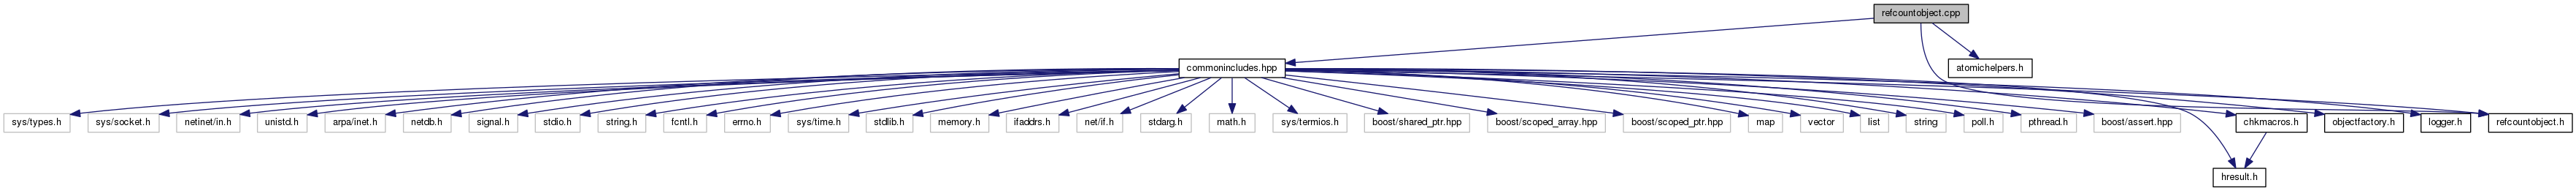 refcountobject.cpp
commonincludes.hpp
atomichelpers.h
sys/types.h
sys/socket.h
netinet/in.h
unistd.h
arpa/inet.h
netdb.h
signal.h
stdio.h
string.h
fcntl.h
errno.h
sys/time.h
stdlib.h
memory.h
ifaddrs.h
net/if.h
stdarg.h
math.h
sys/termios.h
boost/shared_ptr.hpp
boost/scoped_array.hpp
boost/scoped_ptr.hpp
map
vector
list
string
poll.h
pthread.h
boost/assert.hpp
chkmacros.h
objectfactory.h
logger.h
refcountobject.h
hresult.h